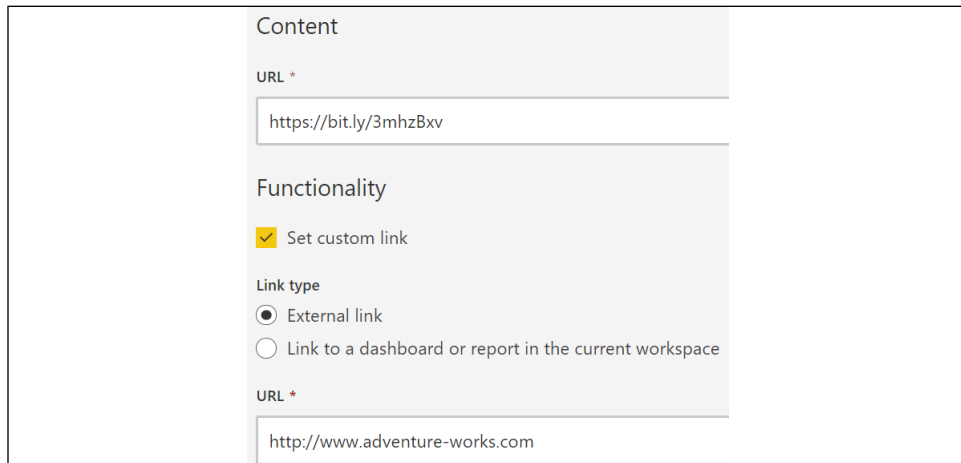 Content
URL *
https://bit.ly/3mhzBxv
Functionality
Set custom link
Link type
External link
Link to a dashboard or report in the current workspace
URL *
http://www.adventure-works.com